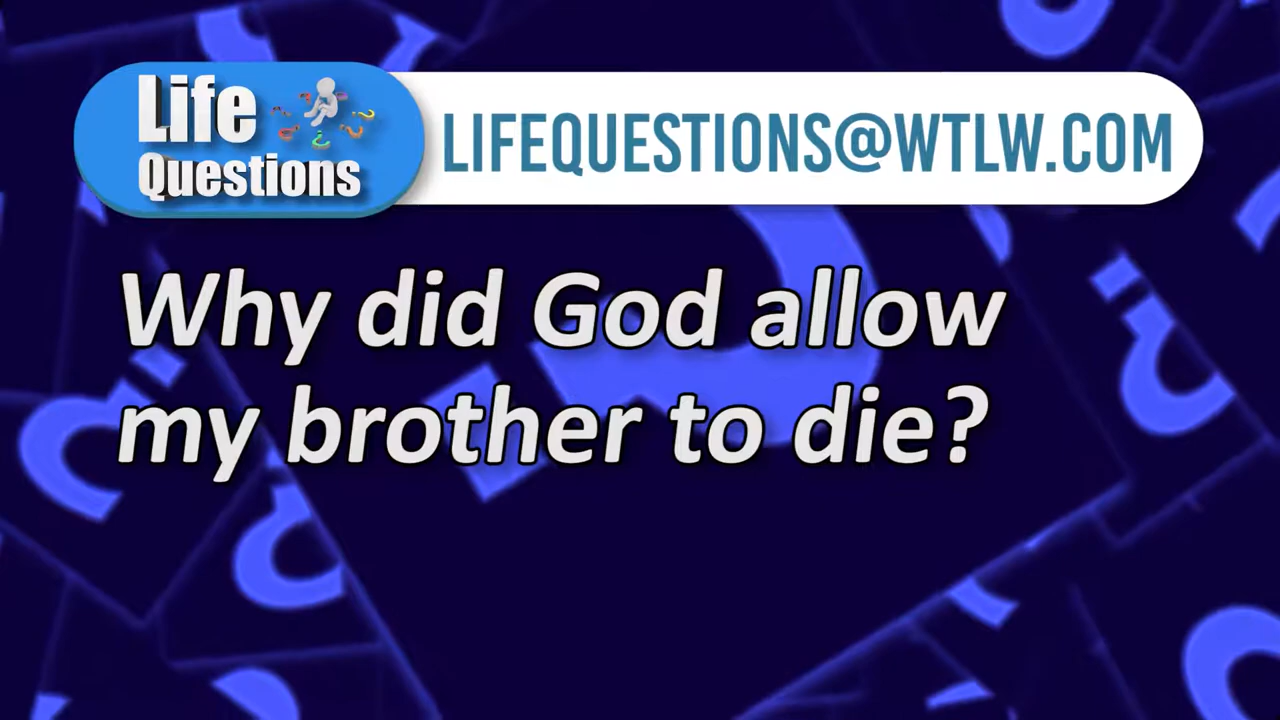 Life
Questions
LIFEQUESTIONS@WTLW.COM
Why did God allow
my brother to die?